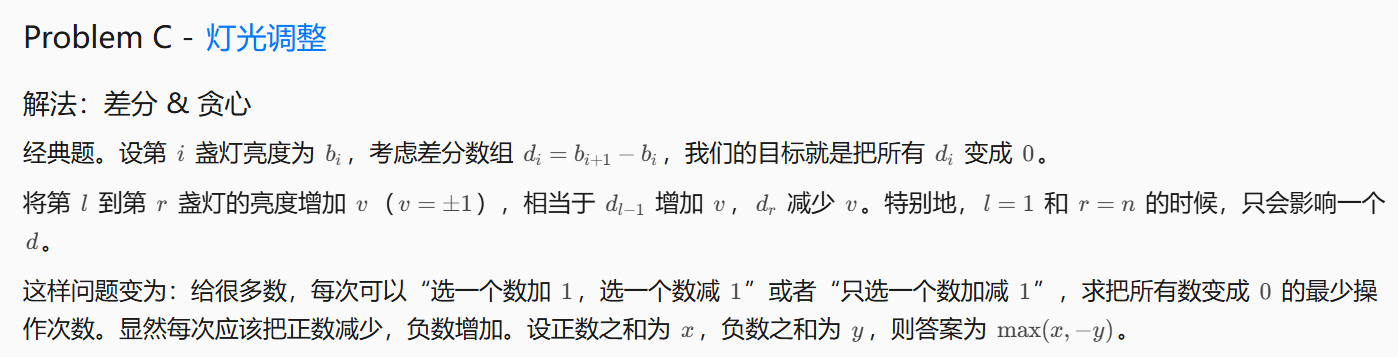 Problem C - 灯光调整
解法：差分 & 贪心
经典题。设第 i 盏灯亮度为 b_i，考虑差分数组 d_i = b_{i+1} − b_i，我们的目标就是把所有 d_i 变成 0。
将第 l 到第 r 盏灯的亮度增加 v（v = ±1），相当于 d_{l−1} 增加 v，d_r 减少 v。特别地，l = 1 和 r = n 的时候，只会影响一个
d。
这样问题变为：给很多数，每次可以“选一个数加 1，选一个数减 1”或者“只选一个数加减 1”，求把所有数变成 0 的最少操
作次数。显然每次应该把正数减少，负数增加。设正数之和为 x，负数之和为 y，则答案为 max(x, −y)。